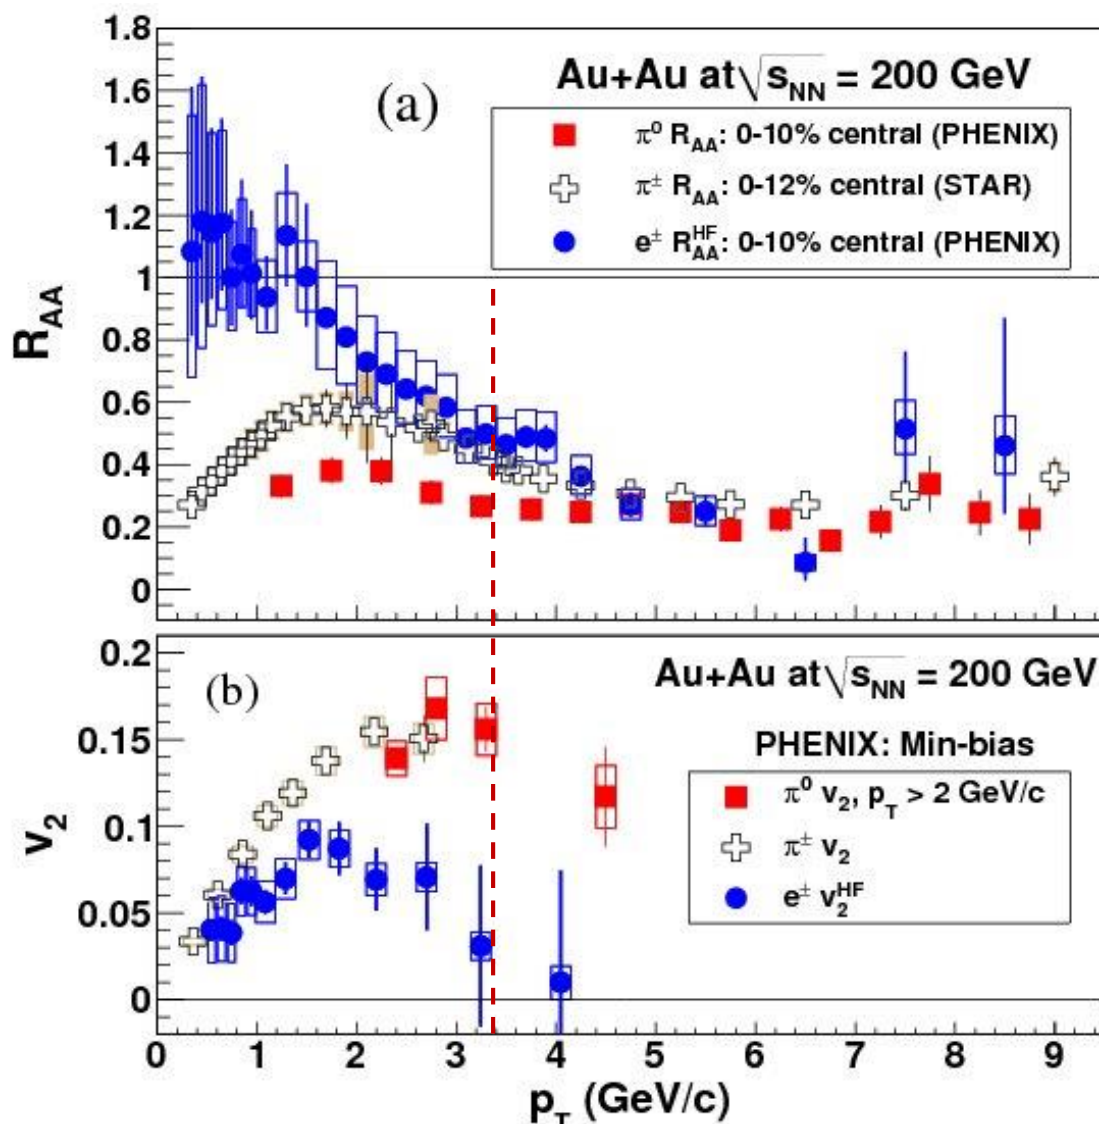 1.8
1.6
1.4
1.2
1
0.8
0.6
0.4
0.2
0
R_AA
(a)
Au+Au at √s_NN = 200 GeV
π⁰ R_AA: 0-10% central (PHENIX)
π± R_AA: 0-12% central (STAR)
e± R_AA^HF: 0-10% central (PHENIX)
0.2
0.15
0.1
0.05
0
v₂
(b)
Au+Au at √s_NN = 200 GeV
PHENIX: Min-bias
π⁰ v₂, p_T > 2 GeV/c
π± v₂
e± v₂^HF
0 1 2 3 4 5 6 7 8 9
p_T (GeV/c)